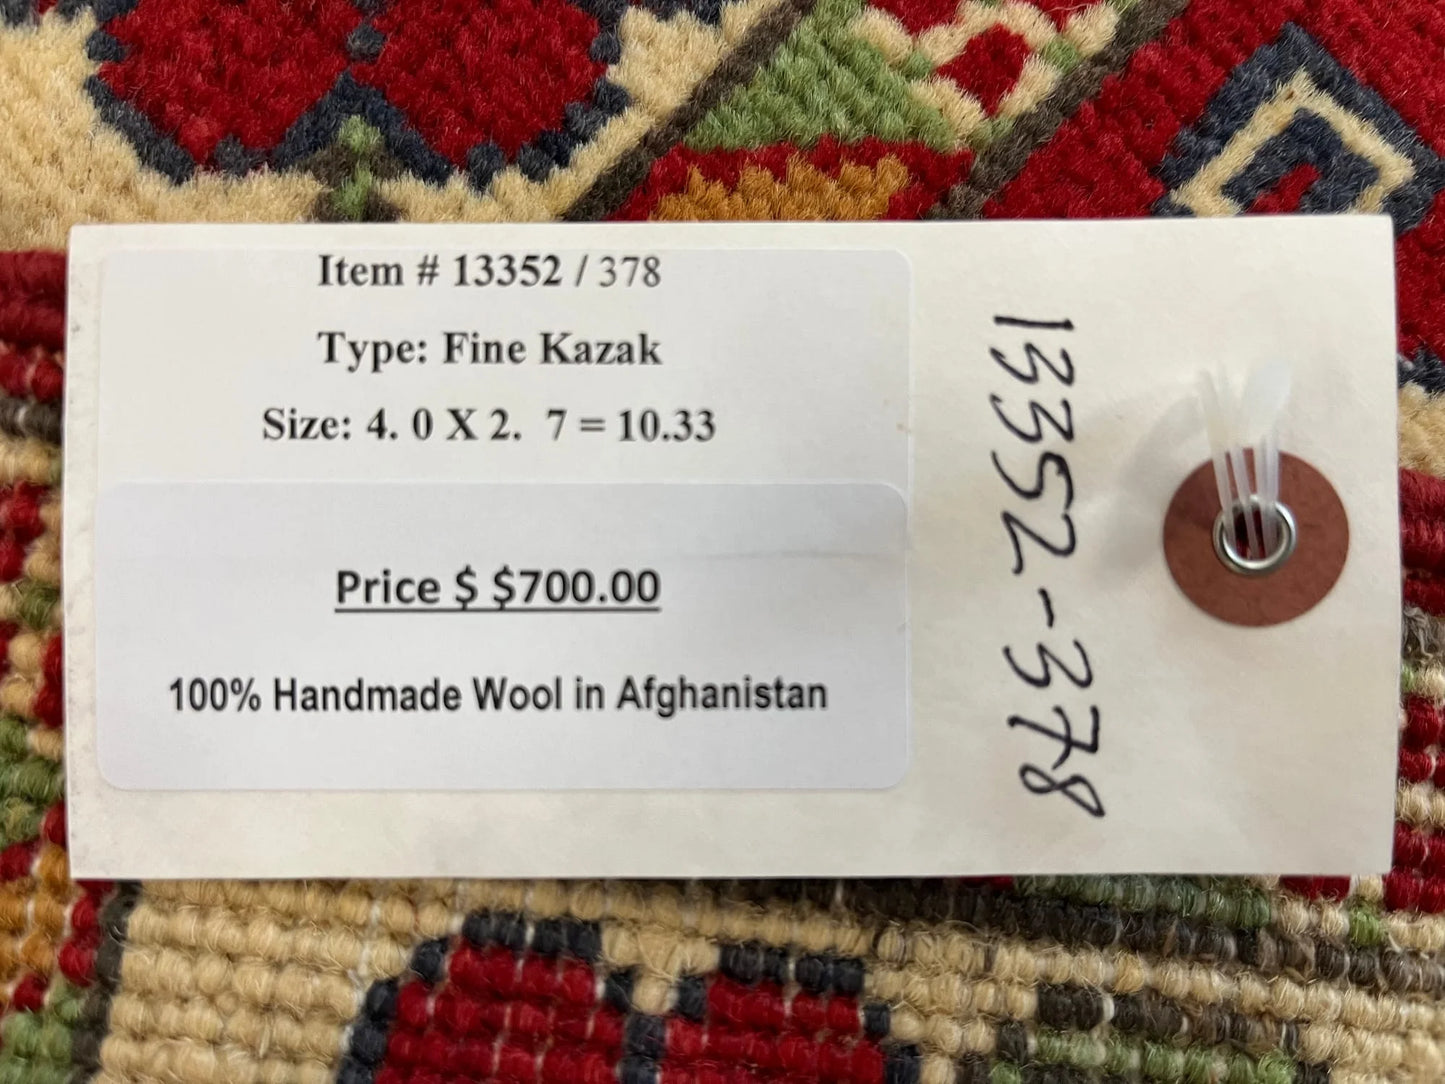 Item # 13352 / 378
Type: Fine Kazak
Size: 4. 0 X 2.  7 = 10.33
Price $ $700.00
100% Handmade Wool in Afghanistan
13352-378